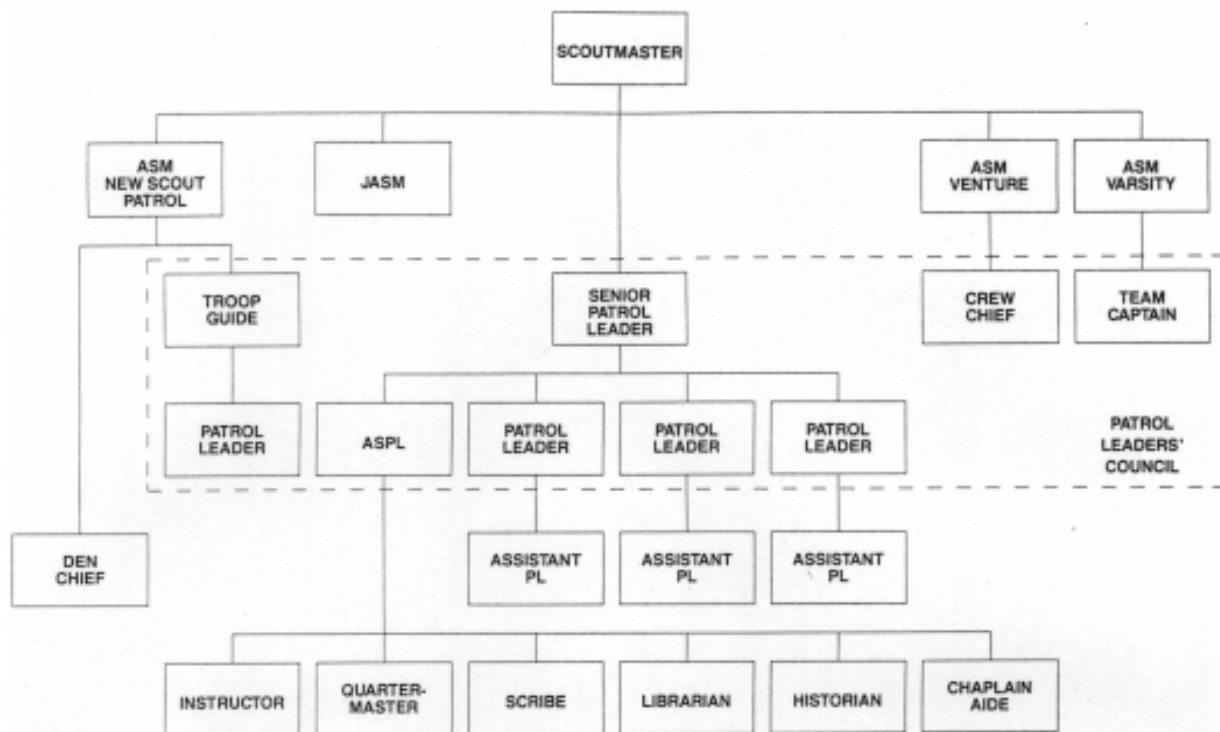 SCOUTMASTER
ASM
NEW SCOUT
PATROL
JASM
ASM
VENTURE
ASM
VARSITY
TROOP
GUIDE
SENIOR
PATROL
LEADER
CREW
CHIEF
TEAM
CAPTAIN
PATROL
LEADER
ASPL
PATROL
LEADER
PATROL
LEADER
PATROL
LEADER
PATROL
LEADERS'
COUNCIL
DEN
CHIEF
ASSISTANT
PL
ASSISTANT
PL
ASSISTANT
PL
INSTRUCTOR
QUARTER-
MASTER
SCRIBE
LIBRARIAN
HISTORIAN
CHAPLAIN
AIDE